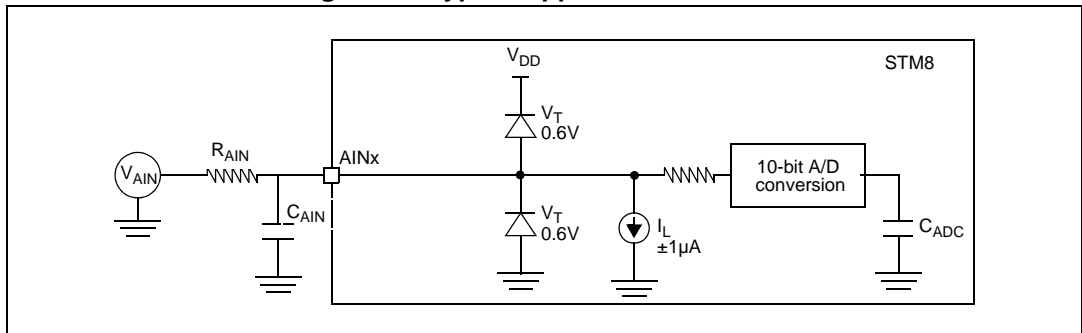 STM8
V_DD
V_T
0.6V
R_AIN
AINx
V_AIN
10-bit A/D
conversion
C_AIN
V_T
0.6V
I_L
±1µA
C_ADC